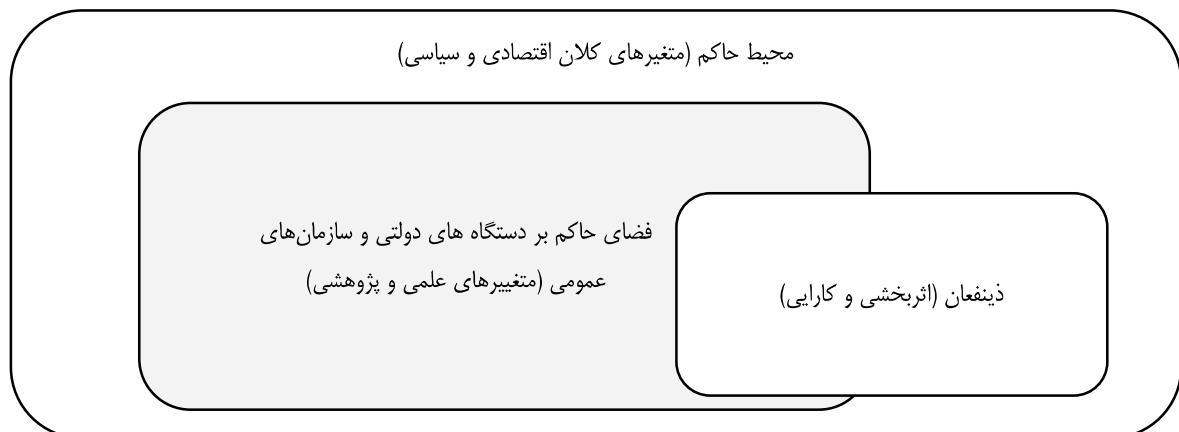 محیط حاکم (متغیرهای کلان اقتصادی و سیاسی)
فضای حاکم بر دستگاه های دولتی و سازمان‌های
عمومی (متغییرهای علمی و پژوهشی)
ذینفعان (اثربخشی و کارایی)